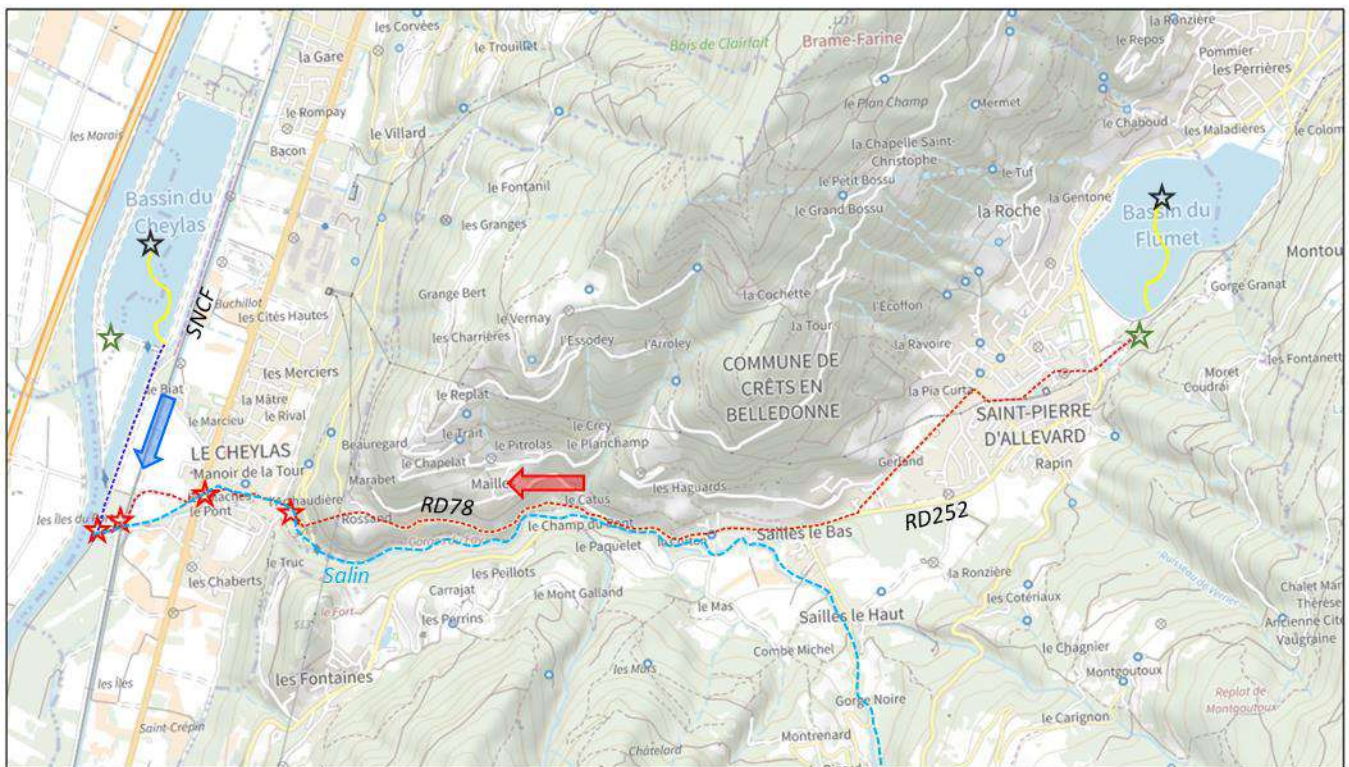 les Corvées
la Gare
le Trouillet
Bois de Clairfait
1217
Brame-Farine
la Ronzière
le Repos
Pommier
les Perrières
les Marais
le Rompay
le Villard
Bacon
le Plan Champ
Mermet
le Chaboud
les Maladières
le Colom
la Chapelle Saint-
Christophe
le Tuf
le Petit Bossu
la Gentone
le Fontanil
les Granges
le Grand Bossu
la Roche
Bassin du
Cheylas
Bassin du
Flumet
Montou
Gorge Granat
SNCF
Buchillot
les Cités Hautes
Grange Bert
le Vernay
la Cochette
l'Écoffon
les Charrières
l'Essodey
l'Arroley
la Tour
la Ravoire
les Fontanett
les Merciers
le Biat
la Mâtre
le Rival
le Marcieu
COMMUNE DE
CRÊTS EN
BELLEDONNE
Moret
Coudrai
la Pia Curta
le Replat
SAINT-PIERRE
D'ALLEVARD
LE CHEYLAS
Manoir de la Tour
Beauregard
le Trait
le Crey
le Pitrolas
le Planchamp
le Chapelat
Gerland
Rapin
Marabet
Maille
les Haguards
le Catus
le Pont
les Îles du
Rossand
RD78
RD252
le Champ du Pont
le Paquelet
Sailles le Bas
les Chaberts
le Truc
Salin
les Peillots
Carrajat
le Mont Galland
la Ronzière
les Cotériaux
Ruisseau de Verrier
Chalet Mar
Thérèse
Ancienne Cité
Vaugraine
le Fort
513
les Perrins
le Mas
Sailles le Haut
Combe Michel
le Chagnier
Montgoutoux
les Îles
les Fontaines
les Mars
Gorge Noire
Replat de
Montgoutoux
le Carignon
Saint-Crépin
Châtelard
Montrenard